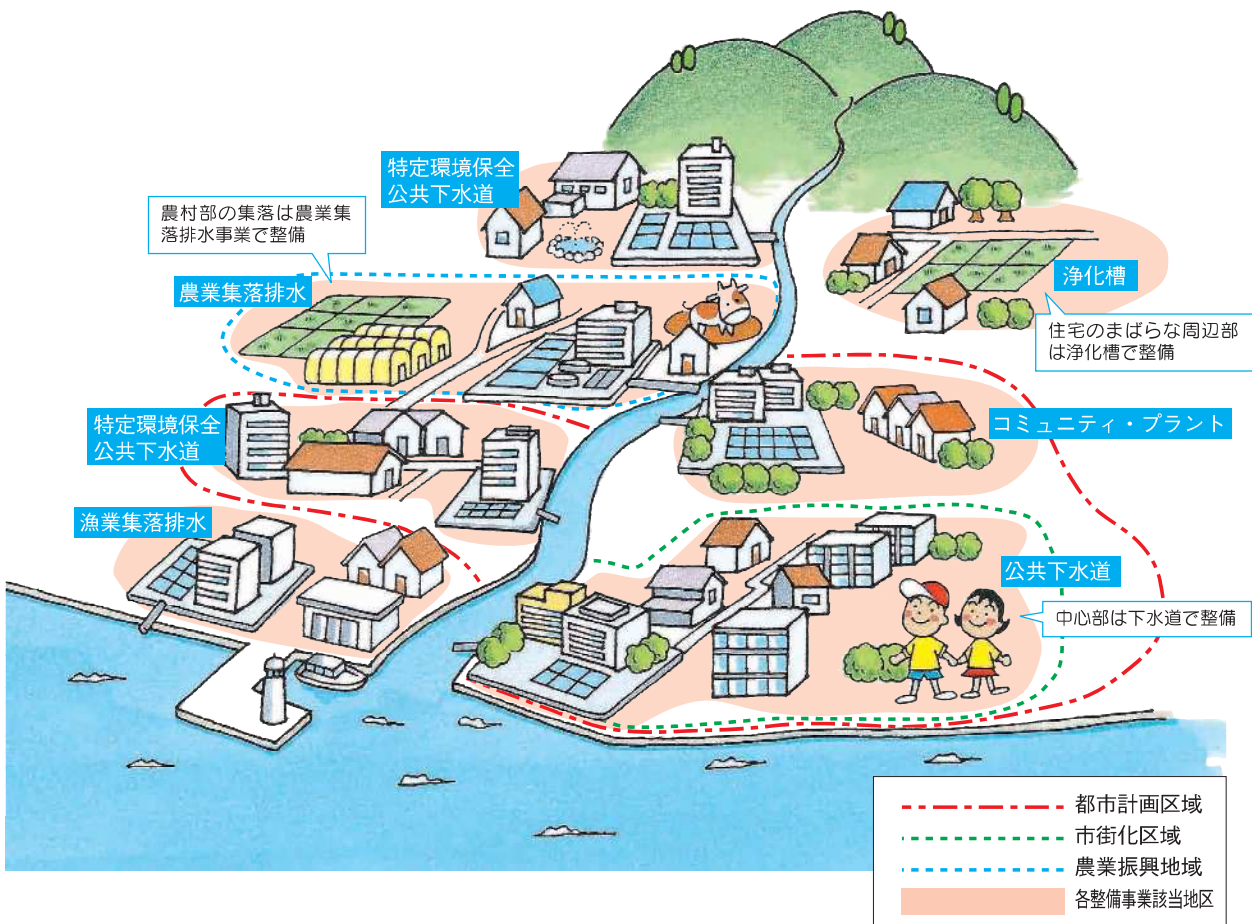 特定環境保全
公共下水道
農村部の集落は農業集
落排水事業で整備
農業集落排水
浄化槽
住宅のまばらな周辺部
は浄化槽で整備
特定環境保全
公共下水道
コミュニティ・プラント
漁業集落排水
公共下水道
中心部は下水道で整備
都市計画区域
市街化区域
農業振興地域
各整備事業該当地区